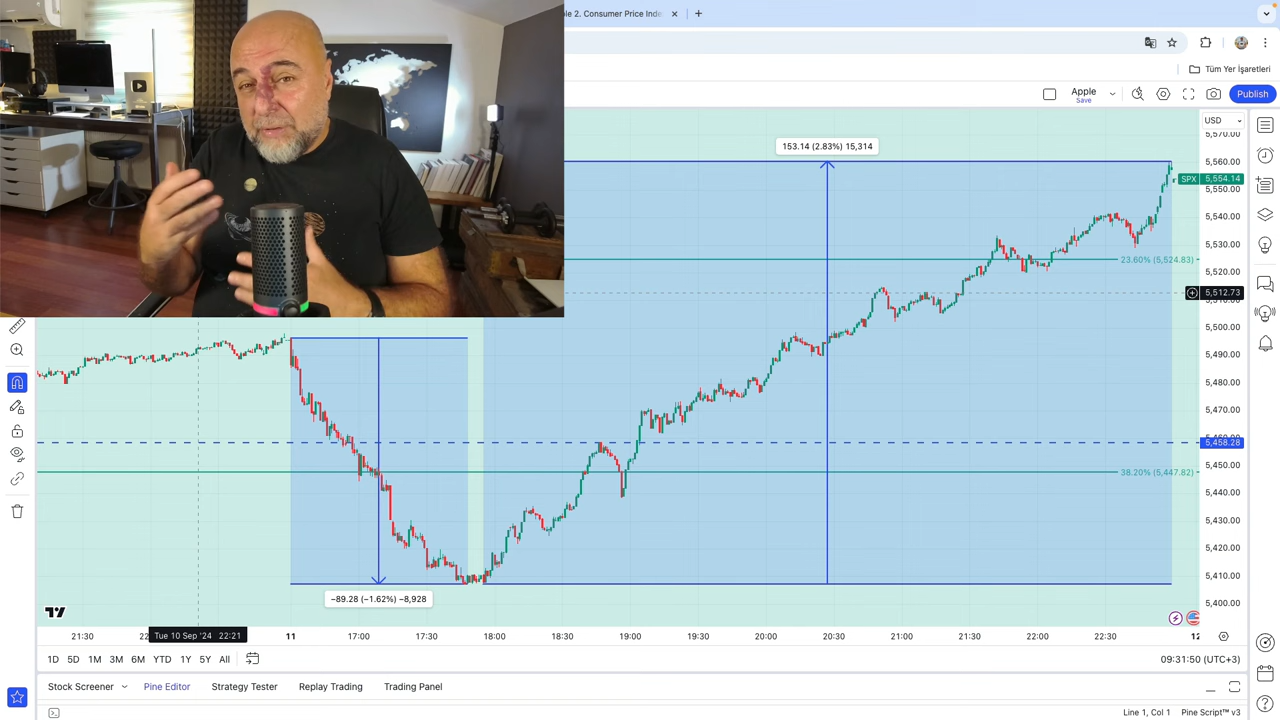 ble 2. Consumer Price Inde
Tüm Yer İşaretleri
Apple
Save
Publish
USD
5,570.00
153.14 (2.83%) 15,314
5,560.00
SPX 5,554.14
5,550.00
5,540.00
5,530.00
23.60% (5,524.83)
5,520.00
5,512.73
5,500.00
5,490.00
5,480.00
5,470.00
5,458.28
5,450.00
38.20% (5,447.82)
5,440.00
5,430.00
5,420.00
5,410.00
−89.28 (−1.62%) −8,928
5,400.00
21:30 22 Tue 10 Sep '24 22:21 11 17:00 17:30 18:00 18:30 19:00 19:30 20:00 20:30 21:00 21:30 22:00 22:30 12
1D 5D 1M 3M 6M YTD 1Y 5Y All 09:31:50 (UTC+3)
Stock Screener Pine Editor Strategy Tester Replay Trading Trading Panel
Line 1, Col 1 Pine Script™ v3